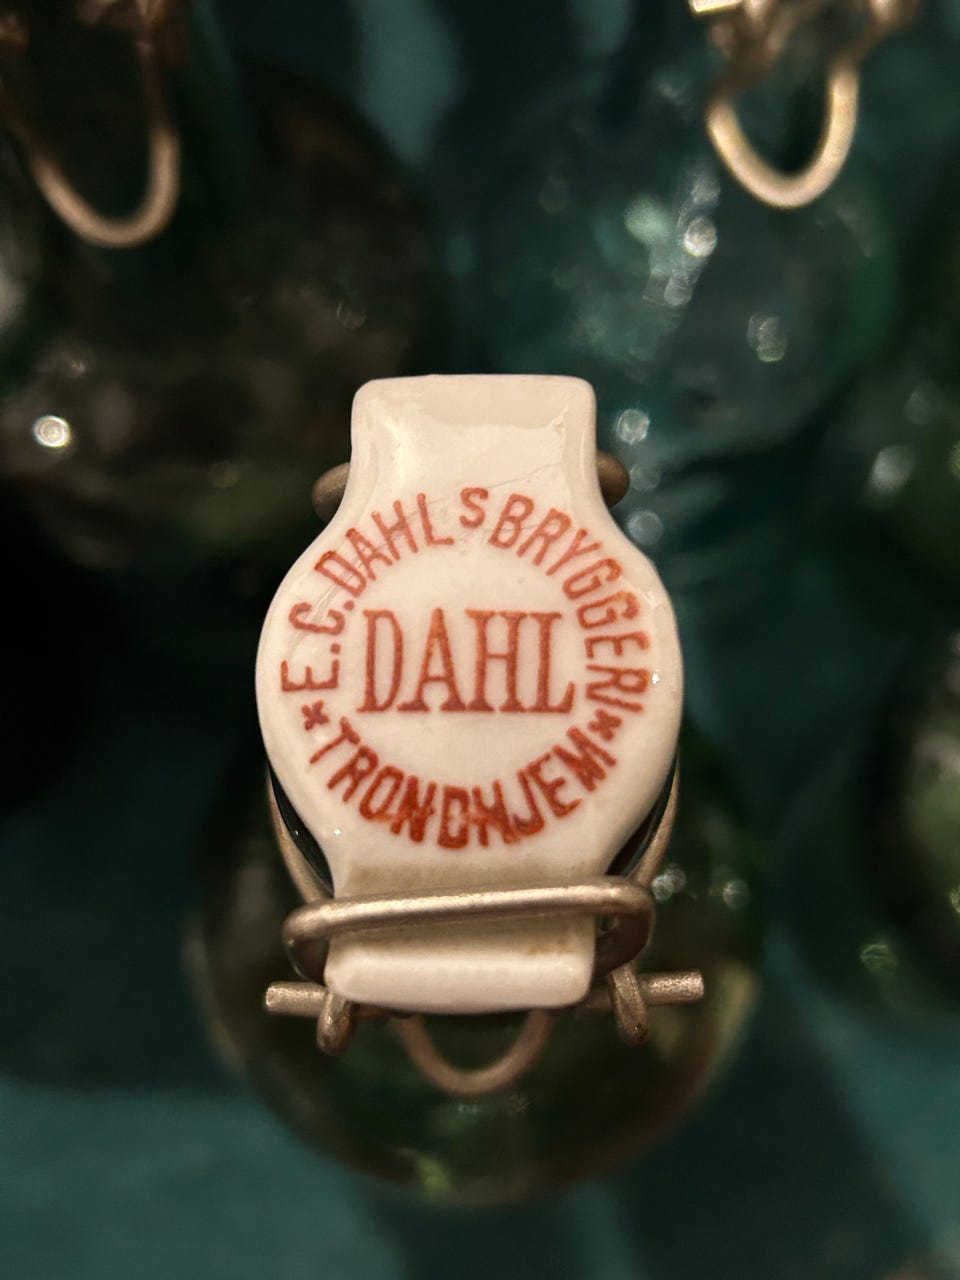 E.C. DAHLS BRYGGERI
DAHL
* TRONDHJEM *